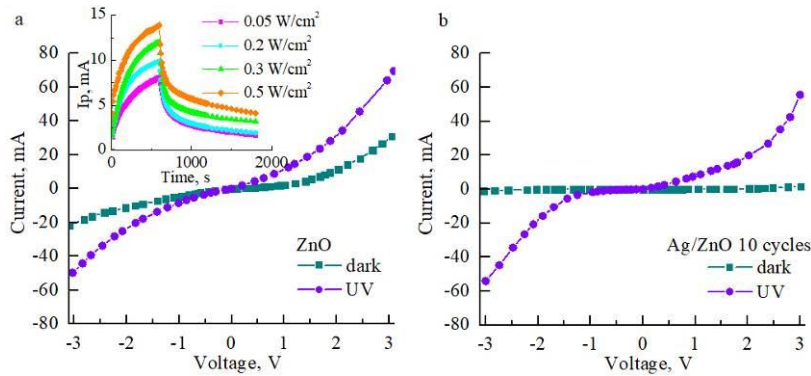 a
b
0.05 W/cm²
0.2 W/cm²
0.3 W/cm²
0.5 W/cm²
15
10
5
0
Ip, mA
0 1000 2000
Time, s
80
60
40
20
0
-20
-40
-60
-80
Current, mA
ZnO
dark
UV
-3 -2 -1 0 1 2 3
Voltage, V
80
60
40
20
0
-20
-40
-60
-80
Current, mA
Ag/ZnO 10 cycles
dark
UV
-3 -2 -1 0 1 2 3
Voltage, V